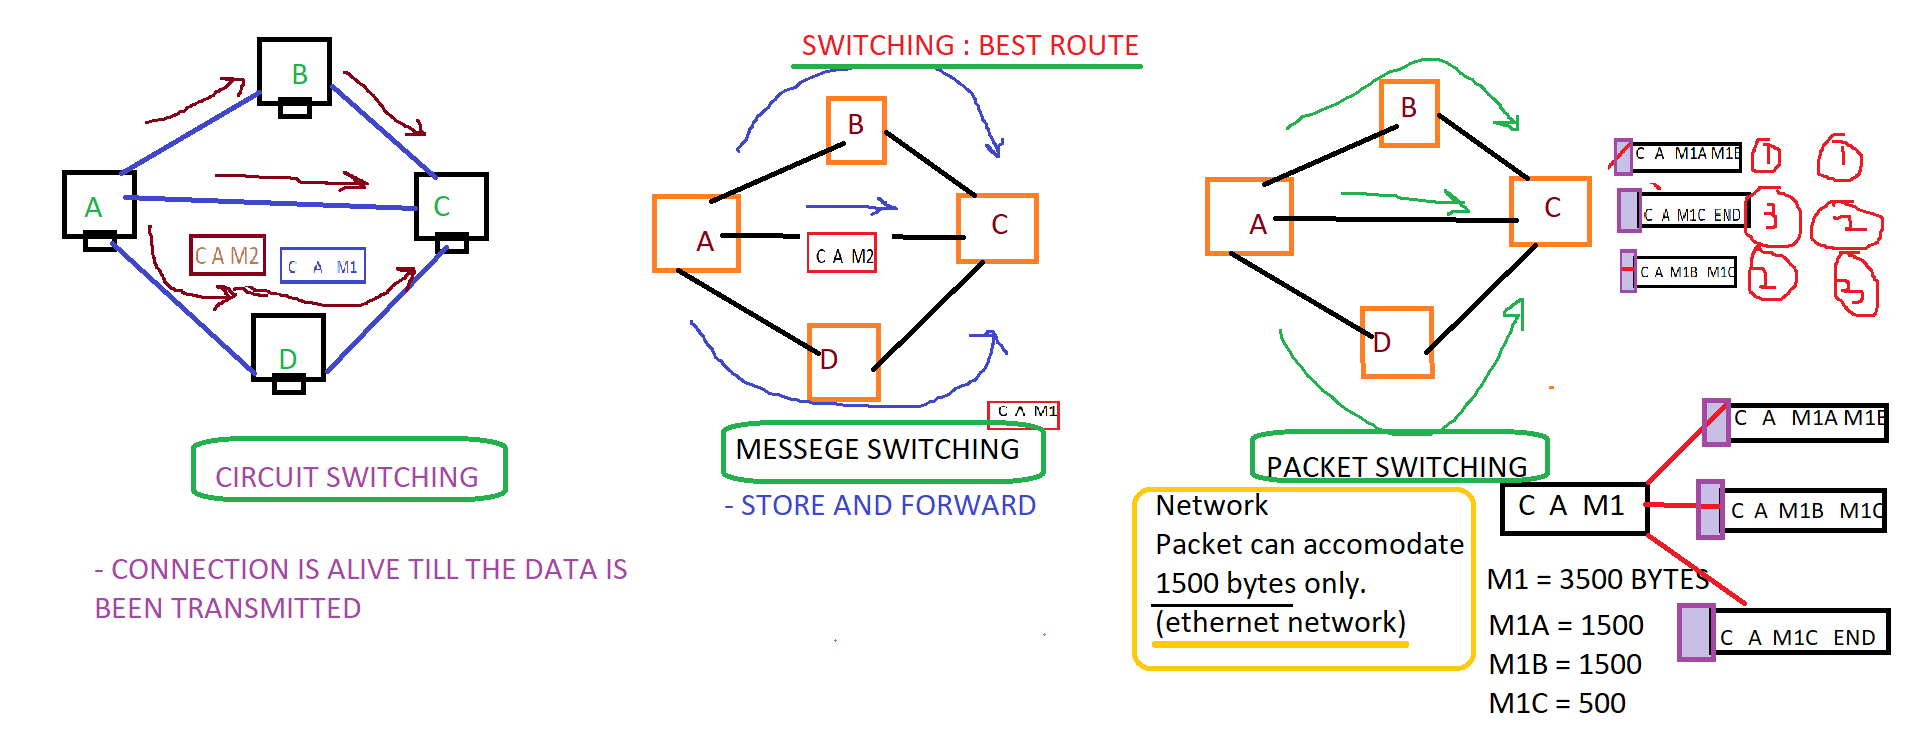 SWITCHING : BEST ROUTE
B
A
C
C A M2
C A M1
D
CIRCUIT SWITCHING
- CONNECTION IS ALIVE TILL THE DATA IS
BEEN TRANSMITTED
B
A
C
C A M2
D
C A M1
MESSEGE SWITCHING
- STORE AND FORWARD
B
A
C
D
C A M1A M1B 1 1
C A M1C END 3 2
C A M1B M1C 2 3
PACKET SWITCHING
Network
Packet can accomodate
1500 bytes only.
(ethernet network)
C A M1
C A M1A M1B
C A M1B M1C
C A M1C END
M1 = 3500 BYTES
M1A = 1500
M1B = 1500
M1C = 500